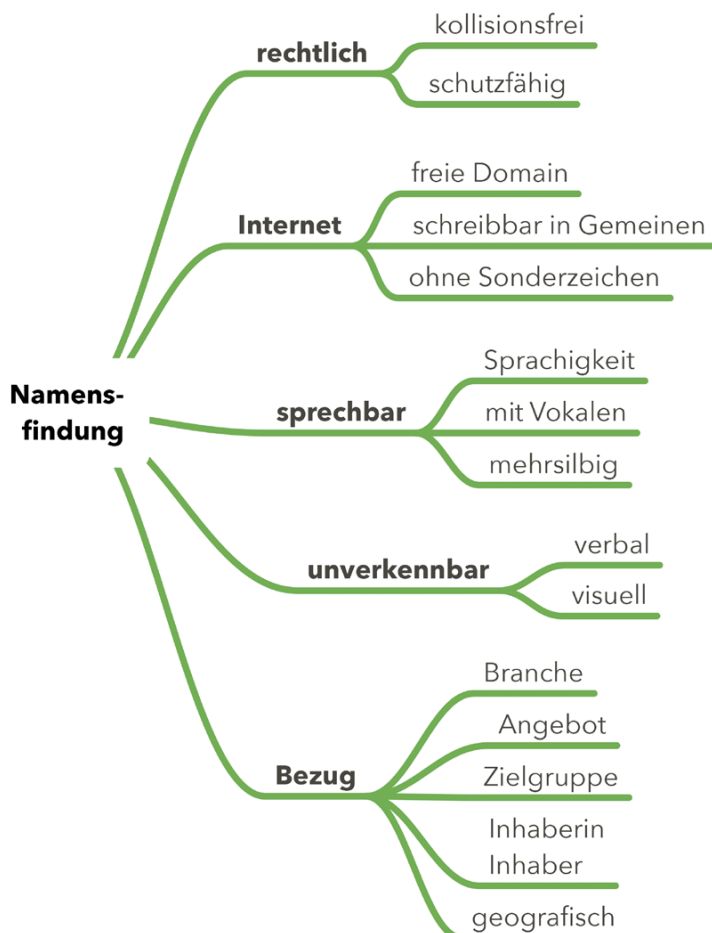 Namens-
findung
rechtlich
kollisionsfrei
schutzfähig
Internet
freie Domain
schreibbar in Gemeinen
ohne Sonderzeichen
sprechbar
Sprachigkeit
mit Vokalen
mehrsilbig
unverkennbar
verbal
visuell
Bezug
Branche
Angebot
Zielgruppe
Inhaberin
Inhaber
geografisch